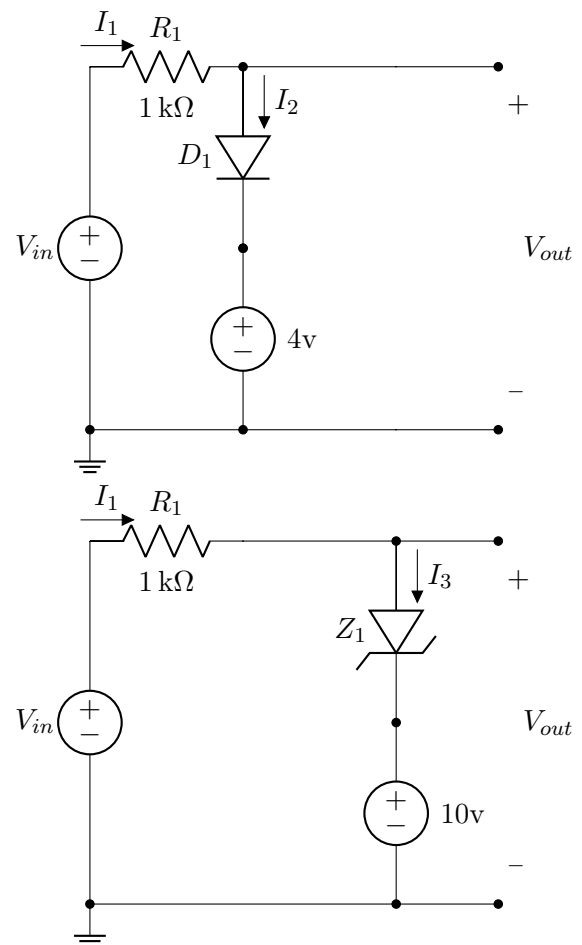 I1 R1
1 kΩ
I2
D1
+
Vin
+
−
Vout
+
−
4v
−
I1 R1
1 kΩ
I3
Z1
+
Vin
+
−
Vout
+
−
10v
−